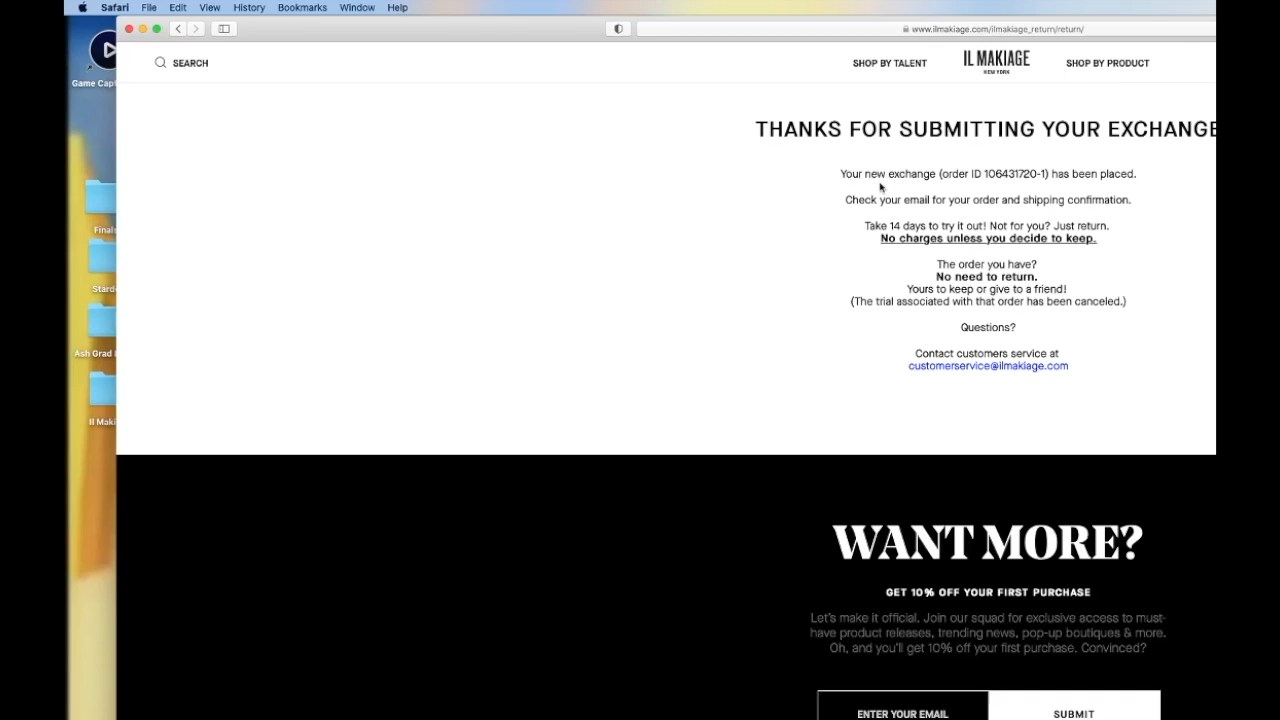 Safari File Edit View History Bookmarks Window Help
www.ilmakiage.com/ilmakiage_return/return/
SEARCH
SHOP BY TALENT
IL MAKIAGE
NEW YORK
SHOP BY PRODUCT
Game Capt
Finals
Stard
Ash Grad
Il Maki
THANKS FOR SUBMITTING YOUR EXCHANGE
Your new exchange (order ID 106431720-1) has been placed.
Check your email for your order and shipping confirmation.
Take 14 days to try it out! Not for you? Just return.
No charges unless you decide to keep.
The order you have?
No need to return.
Yours to keep or give to a friend!
(The trial associated with that order has been canceled.)
Questions?
Contact customers service at
customerservice@ilmakiage.com
WANT MORE?
GET 10% OFF YOUR FIRST PURCHASE
Let's make it official. Join our squad for exclusive access to must-
have product releases, trending news, pop-up boutiques & more.
Oh, and you'll get 10% off your first purchase. Convinced?
ENTER YOUR EMAIL
SUBMIT